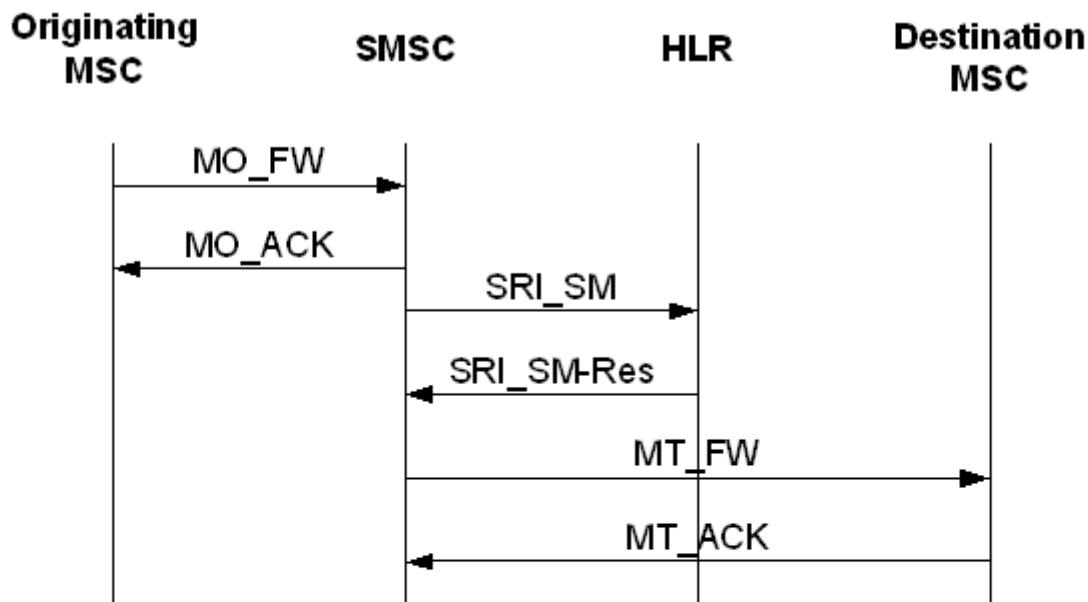 Originating
MSC
SMSC
HLR
Destination
MSC
MO_FW
MO_ACK
SRI_SM
SRI_SM-Res
MT_FW
MT_ACK